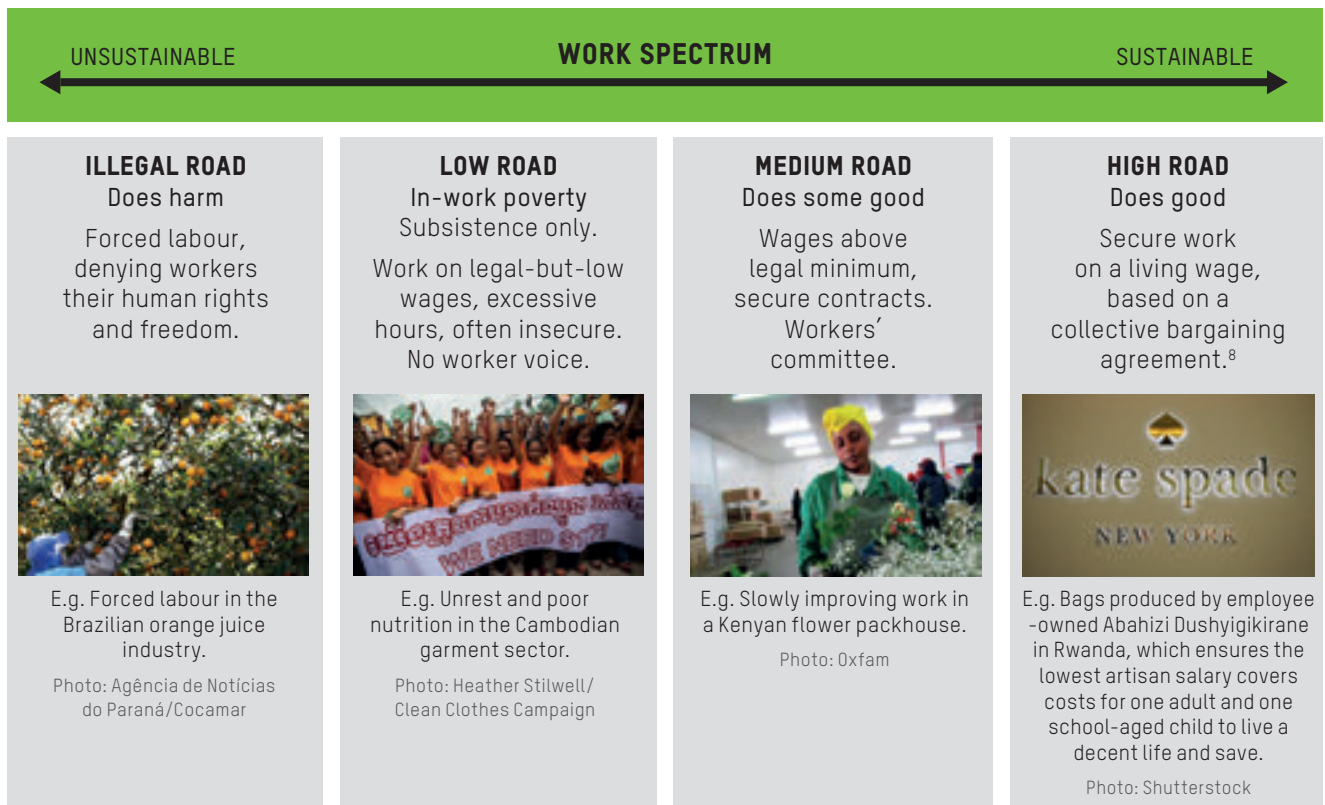 UNSUSTAINABLE
WORK SPECTRUM
SUSTAINABLE
ILLEGAL ROAD
Does harm
Forced labour,
denying workers
their human rights
and freedom.
E.g. Forced labour in the
Brazilian orange juice
industry.
Photo: Agência de Notícias
do Paraná/Cocamar
LOW ROAD
In-work poverty
Subsistence only.
Work on legal-but-low
wages, excessive
hours, often insecure.
No worker voice.
WE NEED
E.g. Unrest and poor
nutrition in the Cambodian
garment sector.
Photo: Heather Stilwell/
Clean Clothes Campaign
MEDIUM ROAD
Does some good
Wages above
legal minimum,
secure contracts.
Workers’
committee.
E.g. Slowly improving work in
a Kenyan flower packhouse.
Photo: Oxfam
HIGH ROAD
Does good
Secure work
on a living wage,
based on a
collective bargaining
agreement.⁸
kate spade
NEW YORK
E.g. Bags produced by employee
-owned Abahizi Dushyigikirane
in Rwanda, which ensures the
lowest artisan salary covers
costs for one adult and one
school-aged child to live a
decent life and save.
Photo: Shutterstock